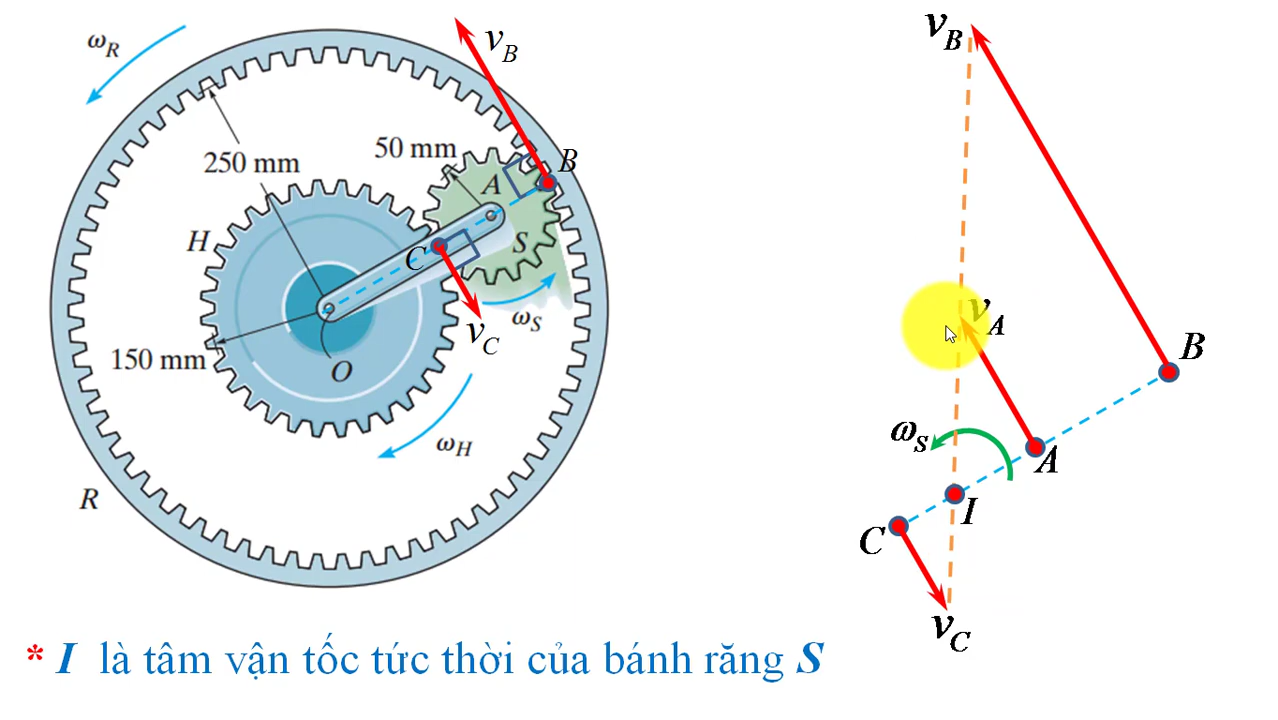 ω_R
v_B
50 mm
B
250 mm
A
H
S
C
ω_S
v_C
150 mm
O
ω_H
R
v_B
v_A
B
ω_S
A
I
C
v_C
* I là tâm vận tốc tức thời của bánh răng S